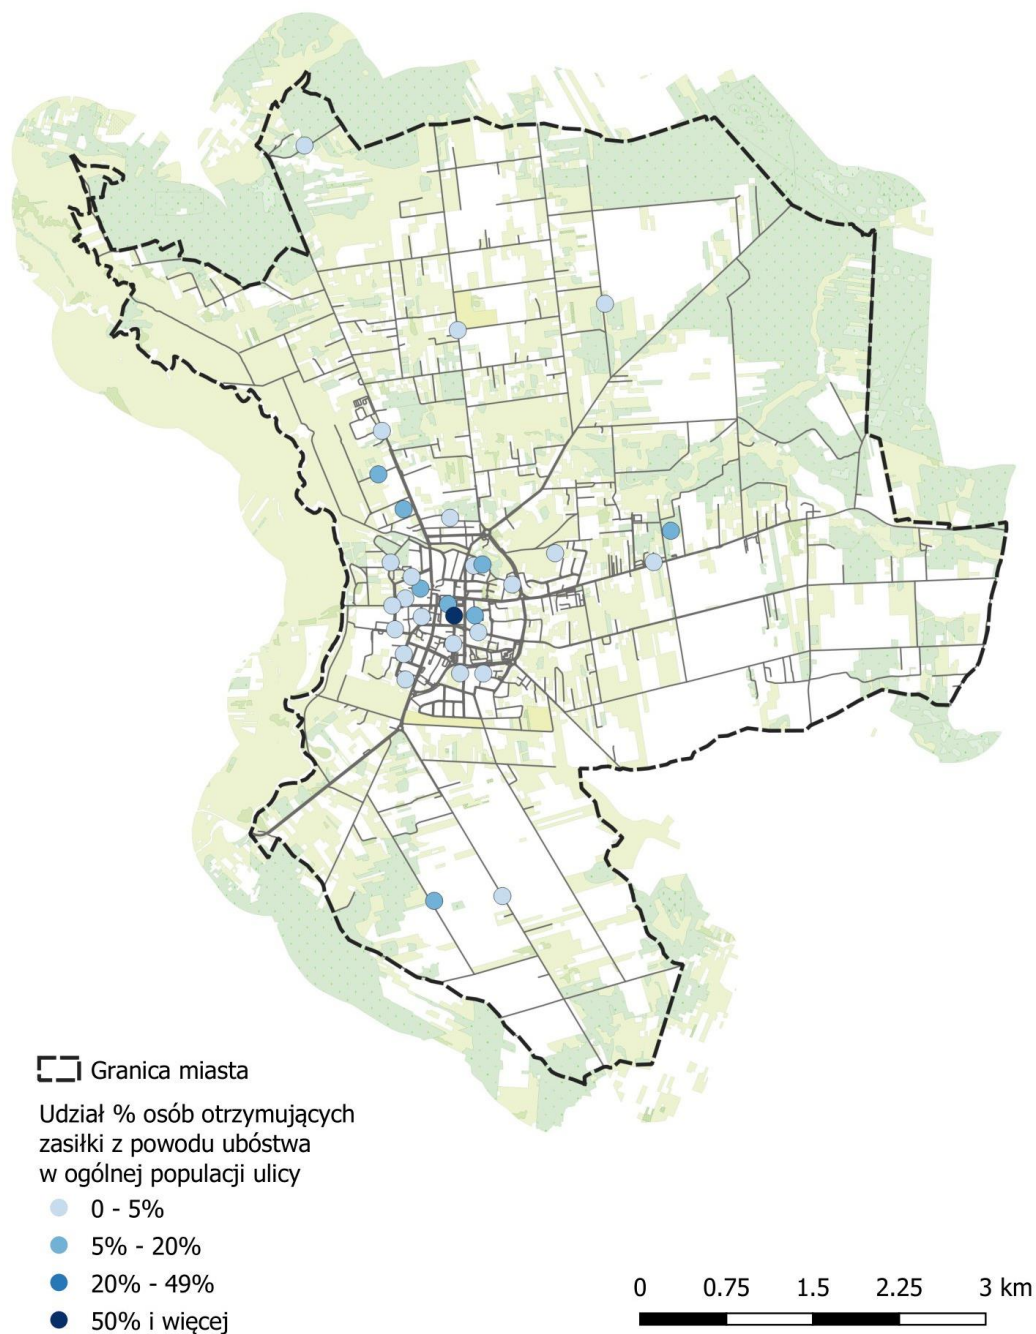 Granica miasta
Udział % osób otrzymujących
zasiłki z powodu ubóstwa
w ogólnej populacji ulicy
0 - 5%
5% - 20%
20% - 49%
50% i więcej
0 0.75 1.5 2.25 3 km